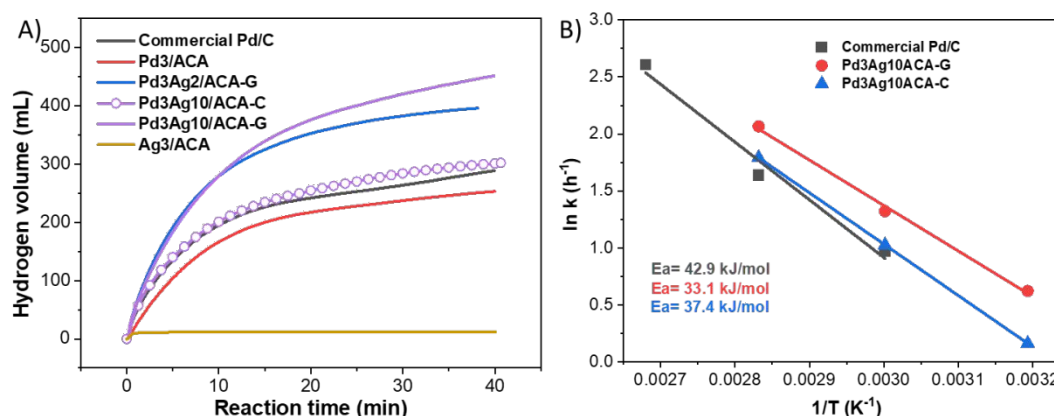 A)
Hydrogen volume (mL)
500
400
300
200
100
0
Commercial Pd/C
Pd3/ACA
Pd3Ag2/ACA-G
Pd3Ag10/ACA-C
Pd3Ag10/ACA-G
Ag3/ACA
0 10 20 30 40
Reaction time (min)
B)
ln k (h⁻¹)
3.0
2.5
2.0
1.5
1.0
0.5
0.0
Commercial Pd/C
Pd3Ag10ACA-G
Pd3Ag10ACA-C
Ea= 42.9 kJ/mol
Ea= 33.1 kJ/mol
Ea= 37.4 kJ/mol
0.0027 0.0028 0.0029 0.0030 0.0031 0.0032
1/T (K⁻¹)